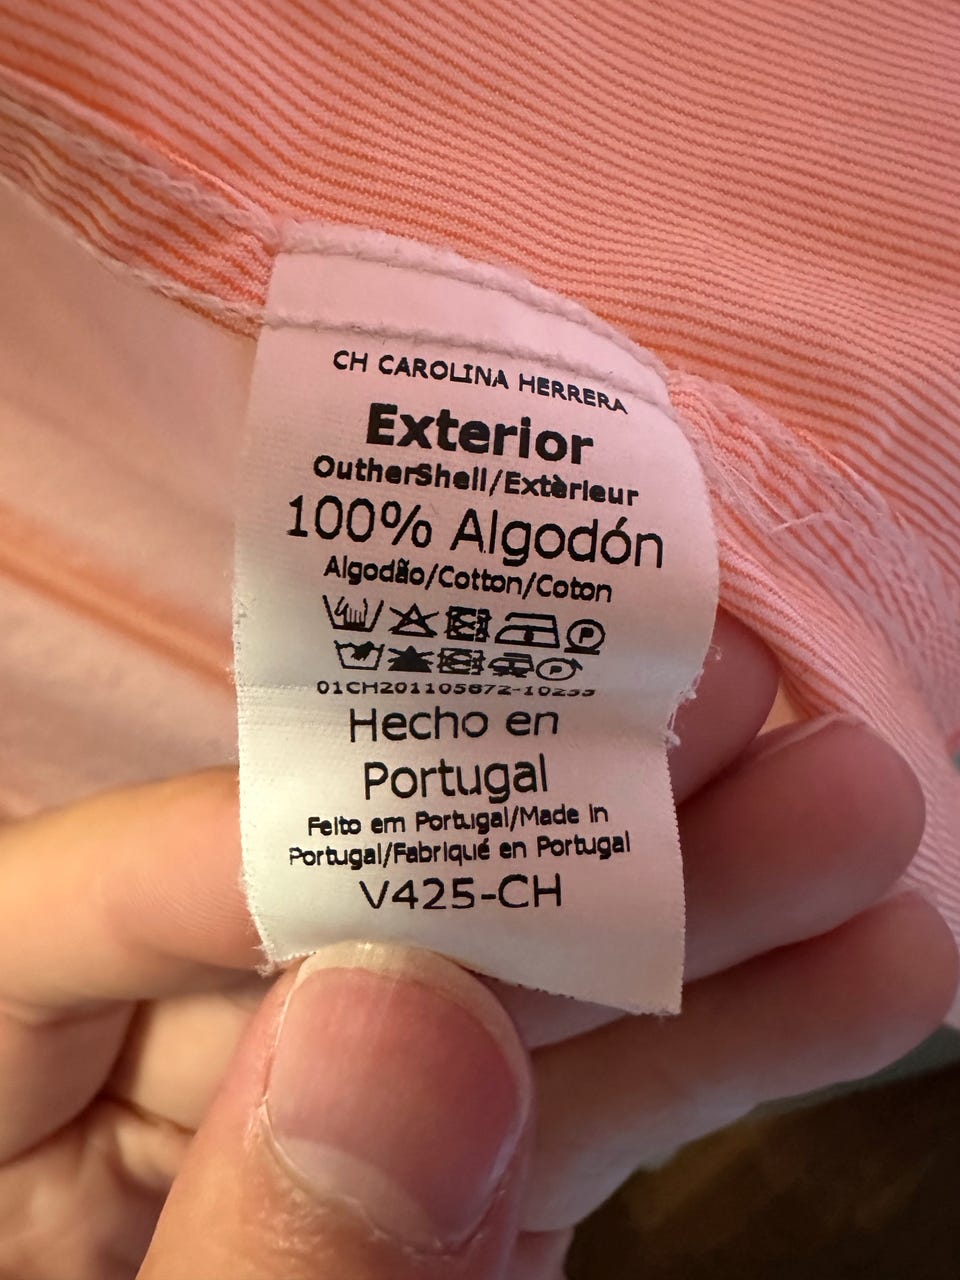 CH CAROLINA HERRERA
Exterior
OutherShell/Extèrieur
100% Algodón
Algodão/Cotton/Coton
P
P
Hecho en
Portugal
Feito em Portugal/Made in
Portugal/Fabriqué en Portugal
V425-CH